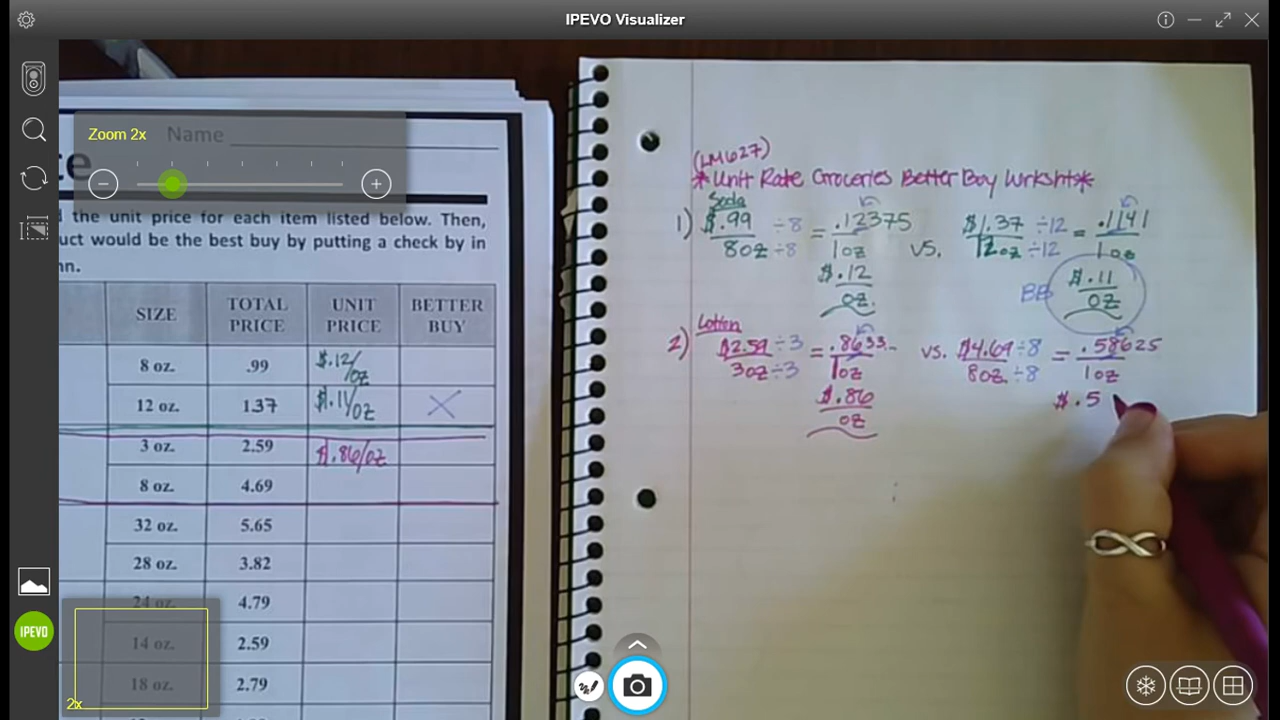 IPEVO Visualizer
Zoom 2x
Name
the unit price for each item listed below. Then,
uct would be the best buy by putting a check by in
mn.
SIZE TOTAL PRICE UNIT PRICE BETTER BUY
8 oz. .99 $.12/oz
12 oz. 1.37 $.11/oz X
3 oz. 2.59 $.86/oz
8 oz. 4.69
32 oz. 5.65
28 oz. 3.82
24 oz. 4.79
14 oz. 2.59
18 oz. 2.79
2x
IPEVO
(LM627)
*Unit Rate Groceries Better Boy Wrksht*
Soda
1) $.99 ÷8 = .12375 $1.37 ÷12 = .1141
8oz ÷8 1oz vs. 12oz ÷12 1oz
$.12 $.11
oz. BB oz
Lotion
2) $2.59 ÷3 = .8633.. vs. $4.69 ÷8 = .58625
3oz ÷3 1oz 8oz. ÷8 1oz
$.86 $.5
oz